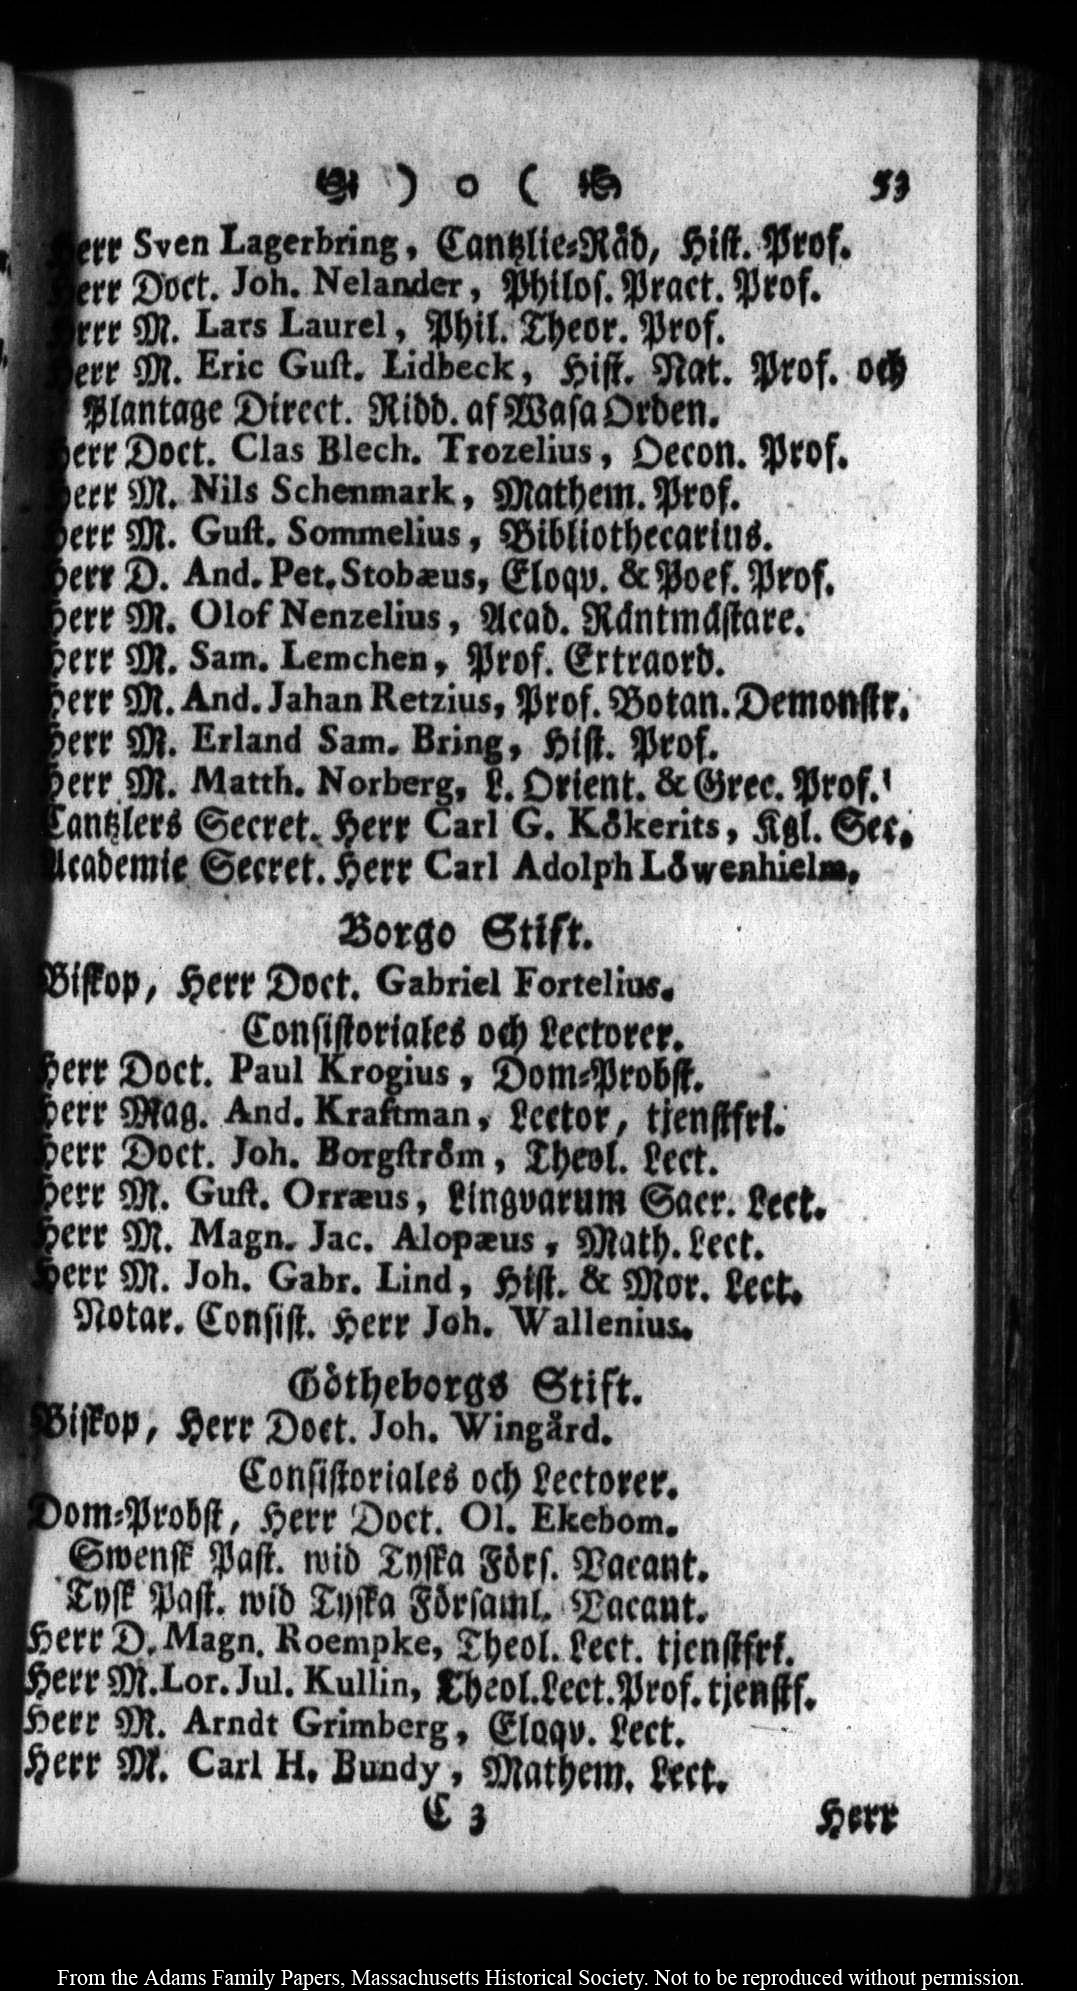 ) o ( 53
Herr Sven Lagerbring, Cantzlie-Råd, Hist. Prof.
Herr Doct. Joh. Nelander, Philos. Pract. Prof.
Herr M. Lars Laurel, Phil. Theor. Prof.
Herr M. Eric Gust. Lidbeck, Hist. Nat. Prof. och
Plantage Direct. Ridd. af Wasa Orden.
Herr Doct. Clas Blech. Trozelius, Oecon. Prof.
Herr M. Nils Schenmark, Mathem. Prof.
Herr M. Gust. Sommelius, Bibliothecarius.
Herr D. And. Pet. Stobæus, Eloqv. & Poes. Prof.
Herr M. Olof Nenzelius, Acad. Räntmästare.
Herr M. Sam. Lemchen, Prof. Extraord.
Herr M. And. Jahan Retzius, Prof. Botan. Demonstr.
Herr M. Erland Sam. Bring, Hist. Prof.
Herr M. Matth. Norberg, L. Orient. & Grec. Prof.
Cantzlers Secret. Herr Carl G. Kökerits, Kgl. Sec.
Academie Secret. Herr Carl Adolph Löwenhielm.
Borgo Stift.
Biskop, Herr Doct. Gabriel Fortelius.
Consistoriales och Lectorer.
Herr Doct. Paul Krogius, Dom-Probst.
Herr Mag. And. Kraftman, Lector, tjenstfri.
Herr Doct. Joh. Borgström, Theol. Lect.
Herr M. Gust. Orræus, Lingvarum Sacr. Lect.
Herr M. Magn. Jac. Alopæus, Math. Lect.
Herr M. Joh. Gabr. Lind, Hist. & Mor. Lect.
Notar. Consist. Herr Joh. Wallenius.
Götheborgs Stift.
Biskop, Herr Doct. Joh. Wingård.
Consistoriales och Lectorer.
Dom-Probst, Herr Doct. Ol. Ekebom.
Swensk Past. wid Tyska Förs. Vacant.
Tysk Past. wid Tyska Församl. Vacant.
Herr D. Magn. Roempke, Theol. Lect. tjenstfri.
Herr M. Lor. Jul. Kullin, Theol. Lect. Prof. tjenstf.
Herr M. Arndt Grimberg, Eloqv. Lect.
Herr M. Carl H. Bundy, Mathem. Lect.
C 3 Herr
From the Adams Family Papers, Massachusetts Historical Society. Not to be reproduced without permission.